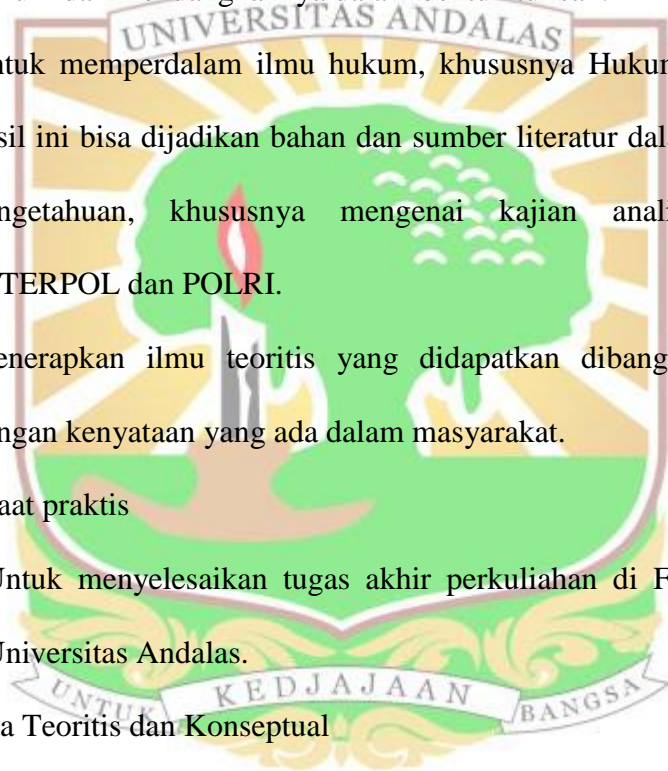 UNIVERSITAS ANDALAS
ntuk memperdalam ilmu hukum, khususnya Hukum
sil ini bisa dijadikan bahan dan sumber literatur dala
ngetahuan, khususnya mengenai kajian anali
TERPOL dan POLRI.
enerapkan ilmu teoritis yang didapatkan dibang
ngan kenyataan yang ada dalam masyarakat.
aat praktis
Untuk menyelesaikan tugas akhir perkuliahan di F
Universitas Andalas.
UNTUK KEDJAJAAN BANGSA
a Teoritis dan Konseptual